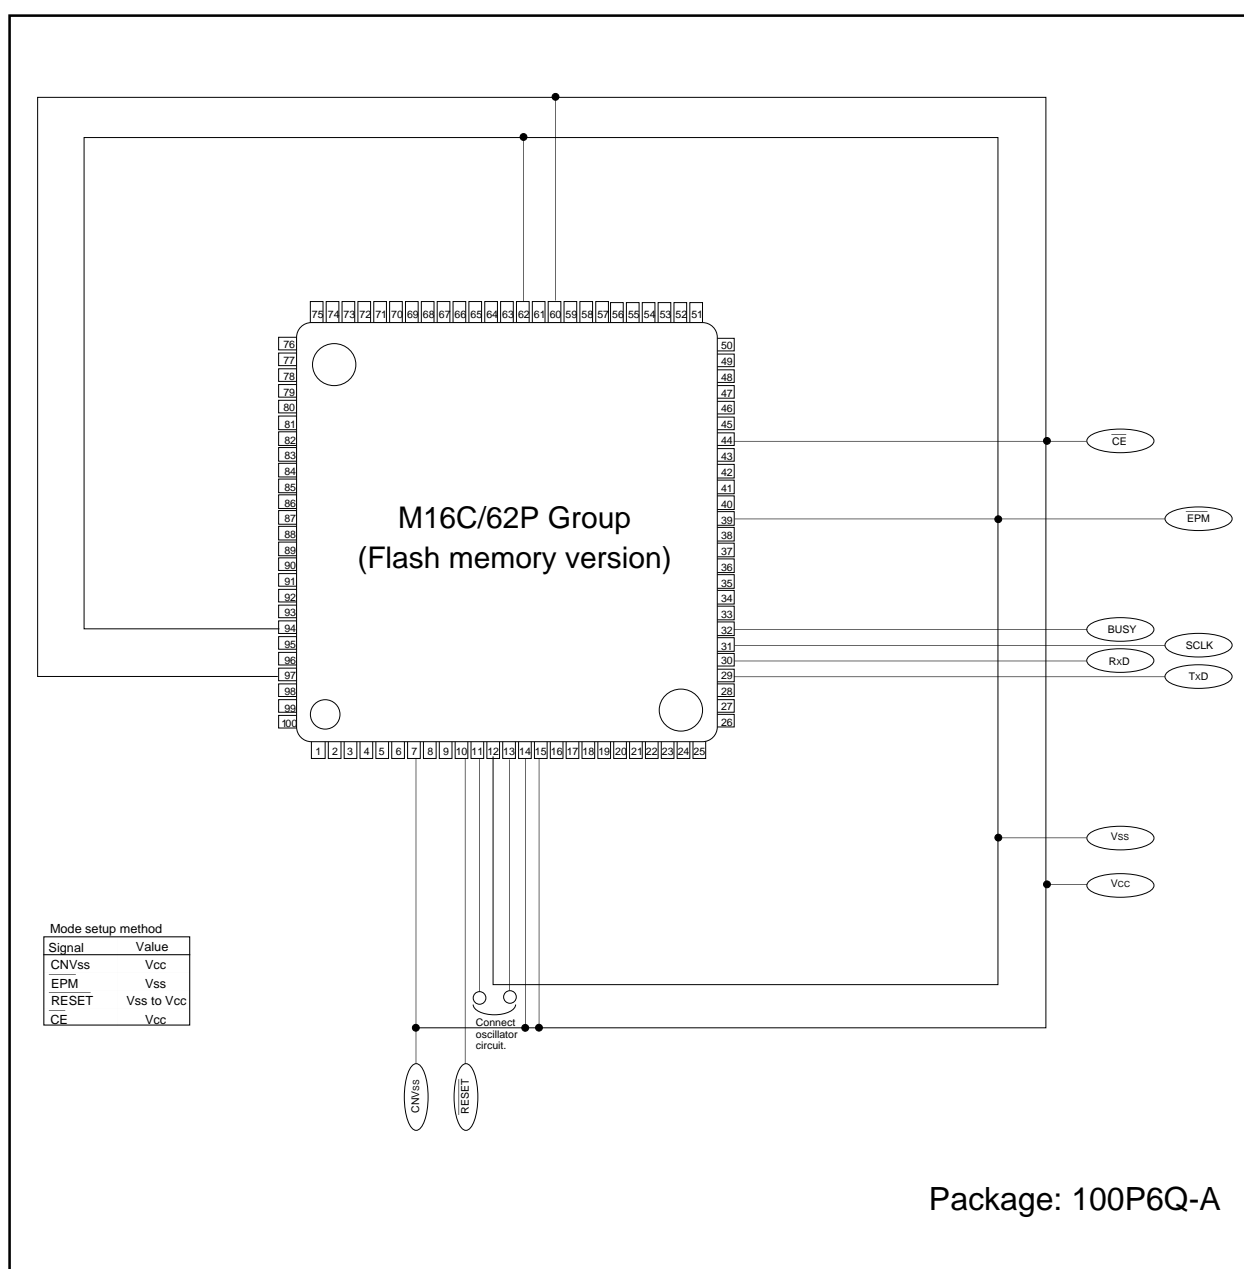 75 74 73 72 71 70 69 68 67 66 65 64 63 62 61 60 59 58 57 56 55 54 53 52 51
76
77
78
79
80
81
82
83
84
85
86
87
88
89
90
91
92
93
94
95
96
97
98
99
100
M16C/62P Group
(Flash memory version)
50
49
48
47
46
45
44
43
42
41
40
39
38
37
36
35
34
33
32
31
30
29
28
27
26
CE
EPM
BUSY
SCLK
RxD
TxD
1 2 3 4 5 6 7 8 9 10 11 12 13 14 15 16 17 18 19 20 21 22 23 24 25
Vss
Vcc
Mode setup method
Signal Value
CNVss Vcc
EPM Vss
RESET Vss to Vcc
CE Vcc
Connect
oscillator
circuit.
CNVss
RESET
Package: 100P6Q-A